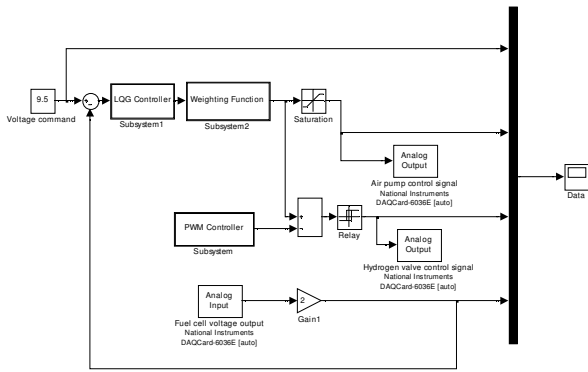 9.5
Voltage command
LQG Controller
Subsystem1
Weighting Function
Subsystem2
Saturation
Analog
Output
Air pump control signal
National Instruments
DAQCard-6036E [auto]
Data
PWM Controller
Subsystem
Relay
Analog
Output
Hydrogen valve control signal
National Instruments
DAQCard-6036E [auto]
Analog
Input
Fuel cell voltage output
National Instruments
DAQCard-6036E [auto]
2
Gain1